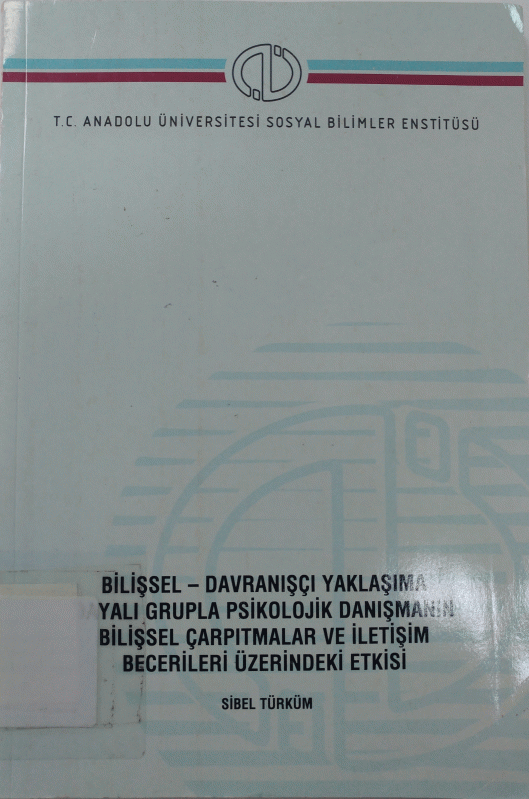 T.C. ANADOLU ÜNİVERSİTESİ SOSYAL BİLİMLER ENSTİTÜSÜ
BİLİŞSEL – DAVRANIŞÇI YAKLAŞIMA
AYALI GRUPLA PSİKOLOJİK DANIŞMANIN
BİLİŞSEL ÇARPITMALAR VE İLETİŞİM
BECERİLERİ ÜZERİNDEKİ ETKİSİ
SİBEL TÜRKÜM